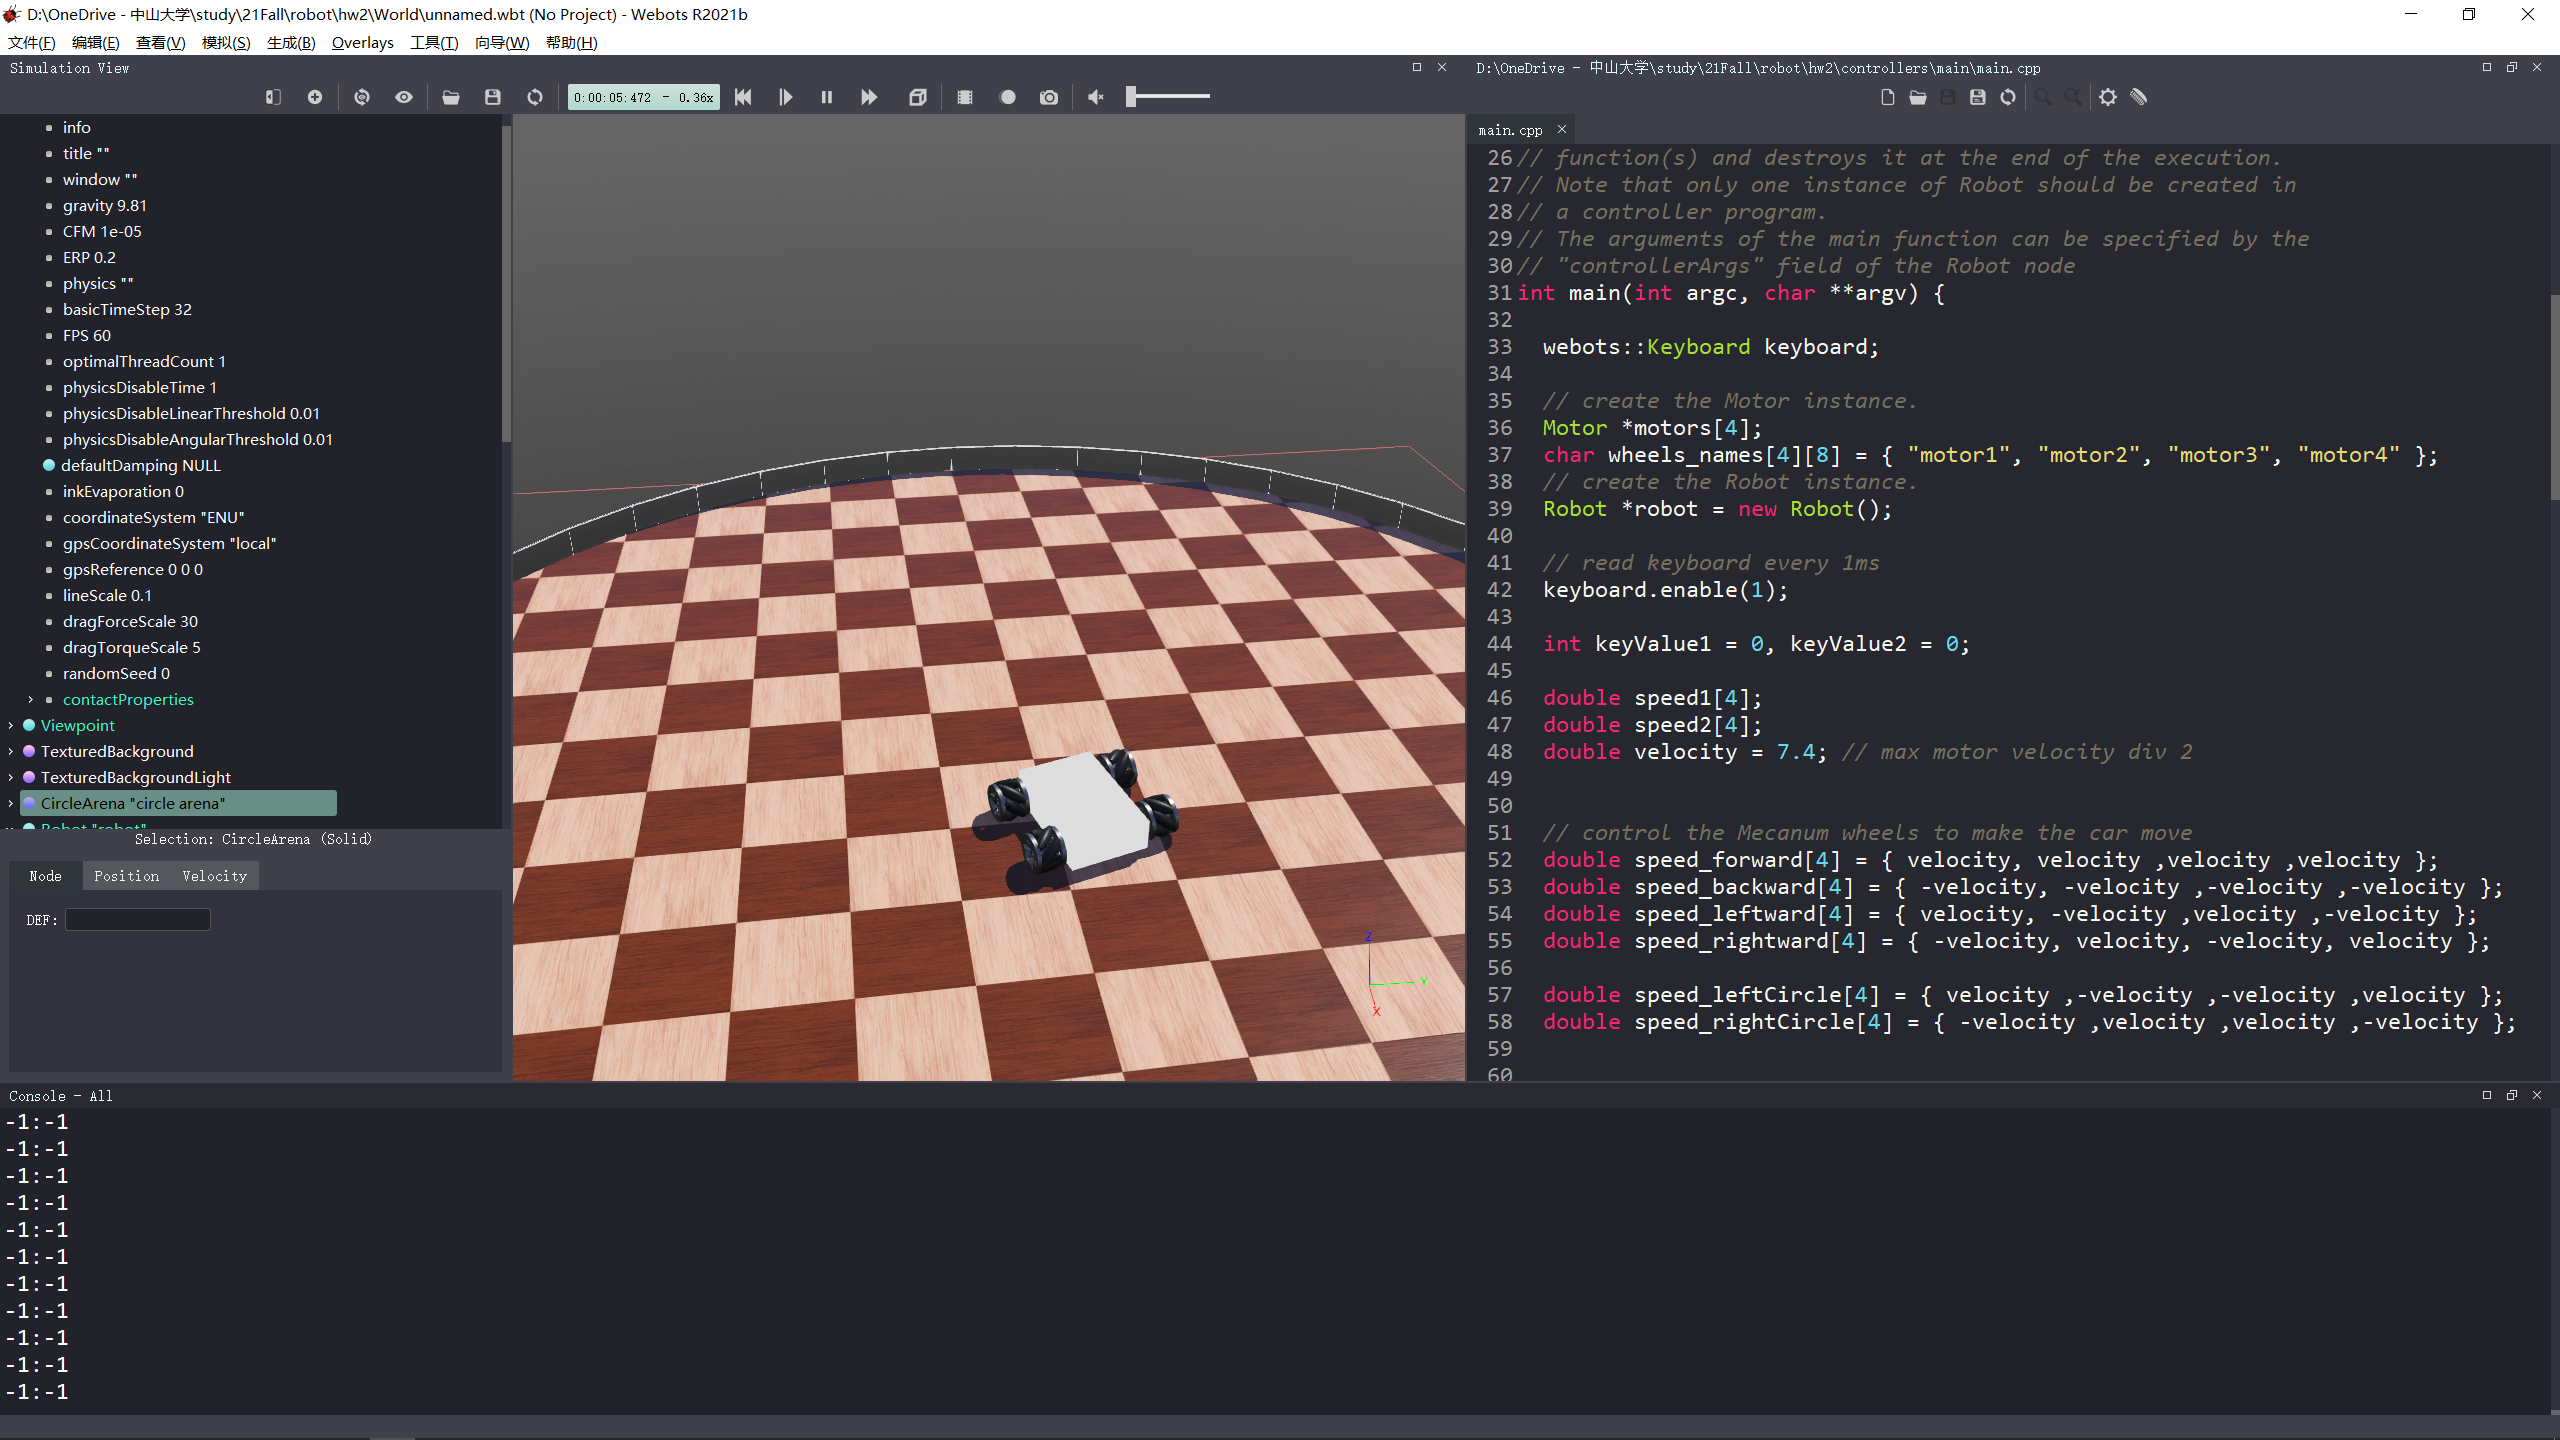 D:\OneDrive - 中山大学\study\21Fall\robot\hw2\World\unnamed.wbt (No Project) - Webots R2021b
文件(F) 编辑(E) 查看(V) 模拟(S) 生成(B) Overlays 工具(T) 向导(W) 帮助(H)
Simulation View
0:00:05:472 - 0.36x
info
title ""
window ""
gravity 9.81
CFM 1e-05
ERP 0.2
physics ""
basicTimeStep 32
FPS 60
optimalThreadCount 1
physicsDisableTime 1
physicsDisableLinearThreshold 0.01
physicsDisableAngularThreshold 0.01
defaultDamping NULL
inkEvaporation 0
coordinateSystem "ENU"
gpsCoordinateSystem "local"
gpsReference 0 0 0
lineScale 0.1
dragForceScale 30
dragTorqueScale 5
randomSeed 0
contactProperties
Viewpoint
TexturedBackground
TexturedBackgroundLight
CircleArena "circle arena"
Robot "robot"
Selection: CircleArena (Solid)
Node Position Velocity
DEF:
Z
Y
X
D:\OneDrive - 中山大学\study\21Fall\robot\hw2\controllers\main\main.cpp
main.cpp
26 // function(s) and destroys it at the end of the execution.
27 // Note that only one instance of Robot should be created in
28 // a controller program.
29 // The arguments of the main function can be specified by the
30 // "controllerArgs" field of the Robot node
31 int main(int argc, char **argv) {
32
33 webots::Keyboard keyboard;
34
35 // create the Motor instance.
36 Motor *motors[4];
37 char wheels_names[4][8] = { "motor1", "motor2", "motor3", "motor4" };
38 // create the Robot instance.
39 Robot *robot = new Robot();
40
41 // read keyboard every 1ms
42 keyboard.enable(1);
43
44 int keyValue1 = 0, keyValue2 = 0;
45
46 double speed1[4];
47 double speed2[4];
48 double velocity = 7.4; // max motor velocity div 2
49
50
51 // control the Mecanum wheels to make the car move
52 double speed_forward[4] = { velocity, velocity ,velocity ,velocity };
53 double speed_backward[4] = { -velocity, -velocity ,-velocity ,-velocity };
54 double speed_leftward[4] = { velocity, -velocity ,velocity ,-velocity };
55 double speed_rightward[4] = { -velocity, velocity, -velocity, velocity };
56
57 double speed_leftCircle[4] = { velocity ,-velocity ,-velocity ,velocity };
58 double speed_rightCircle[4] = { -velocity ,velocity ,velocity ,-velocity };
59
60
Console - All
-1:-1
-1:-1
-1:-1
-1:-1
-1:-1
-1:-1
-1:-1
-1:-1
-1:-1
-1:-1
-1:-1